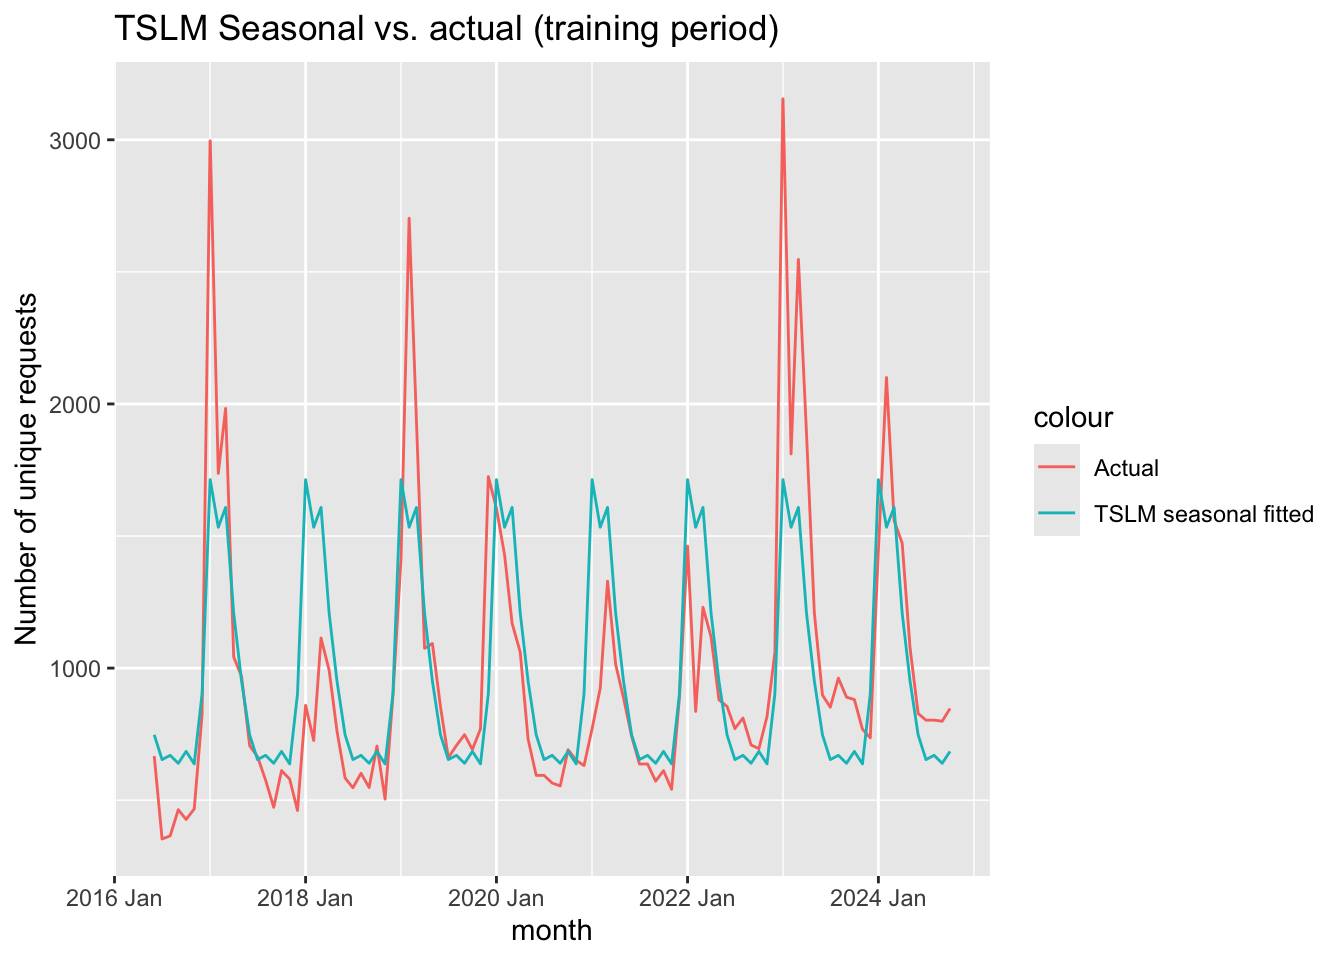 TSLM Seasonal vs. actual (training period)
Number of unique requests
3000
2000
1000
2016 Jan
2018 Jan
2020 Jan
2022 Jan
2024 Jan
month
colour
Actual
TSLM seasonal fitted